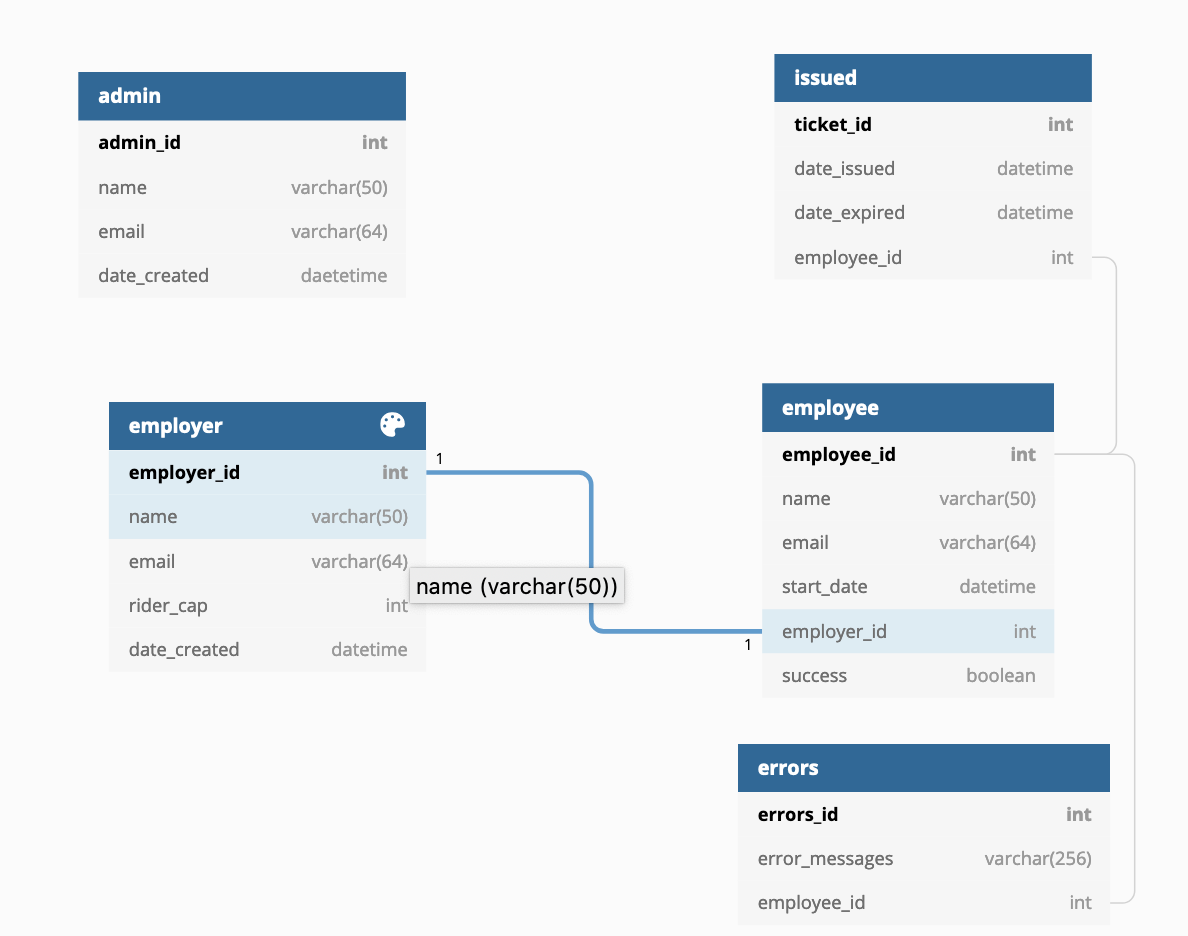 admin
admin_id int
name varchar(50)
email varchar(64)
date_created daetetime
issued
ticket_id int
date_issued datetime
date_expired datetime
employee_id int
employer
employer_id int
name varchar(50)
email varchar(64)
rider_cap int
date_created datetime
1
name (varchar(50))
1
employee
employee_id int
name varchar(50)
email varchar(64)
start_date datetime
employer_id int
success boolean
errors
errors_id int
error_messages varchar(256)
employee_id int